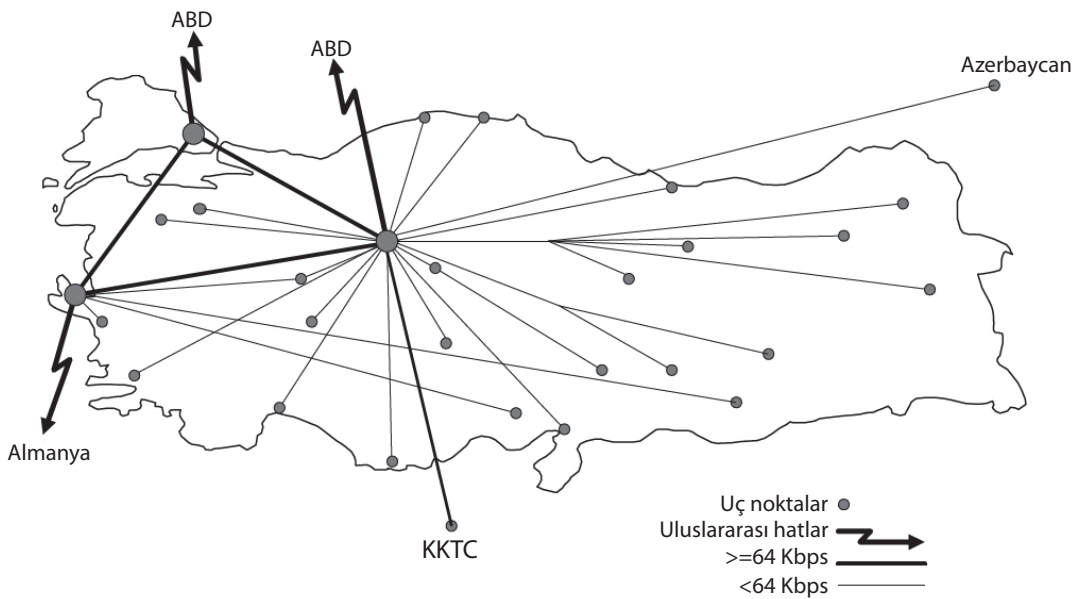 ABD
ABD
Azerbaycan
Almanya
KKTC
Uç noktalar
Uluslararası hatlar
>=64 Kbps
<64 Kbps